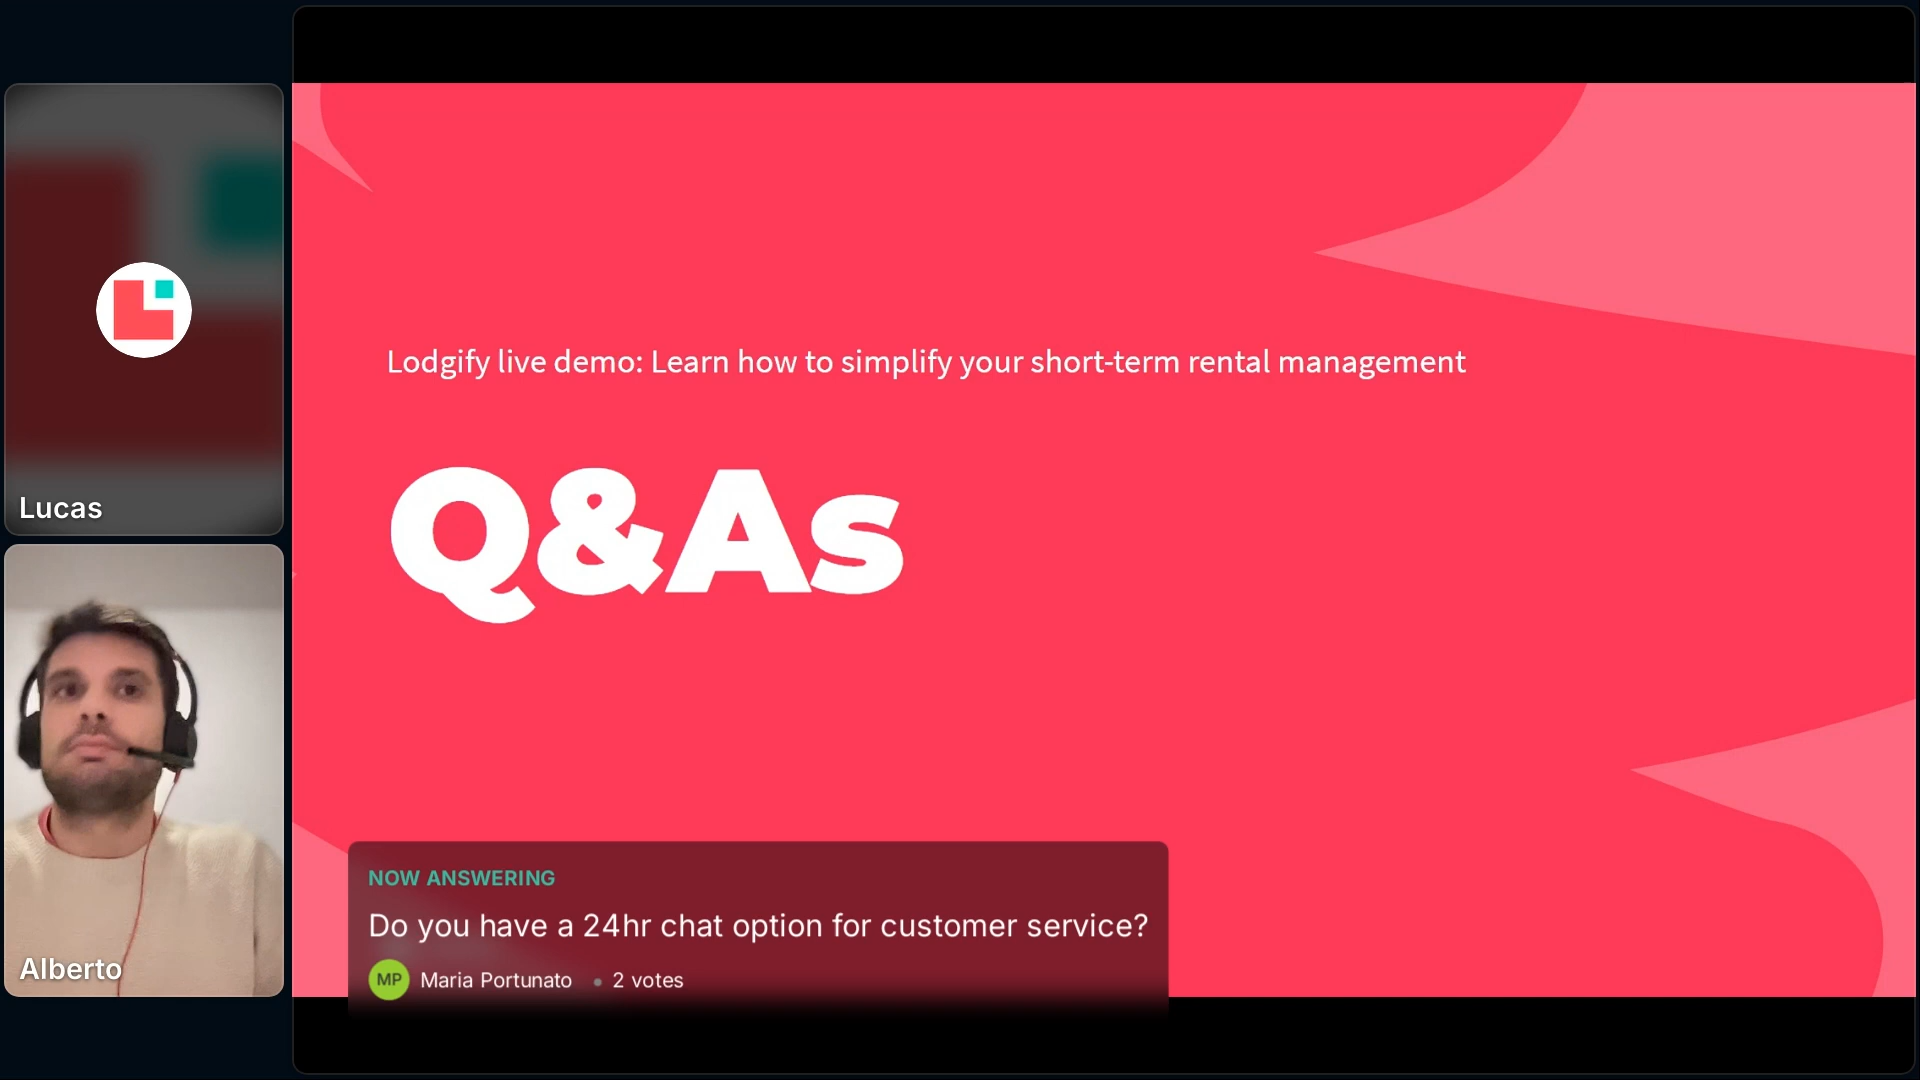 Lucas
Alberto
Lodgify live demo: Learn how to simplify your short-term rental management
Q&As
NOW ANSWERING
Do you have a 24hr chat option for customer service?
MP Maria Portunato • 2 votes